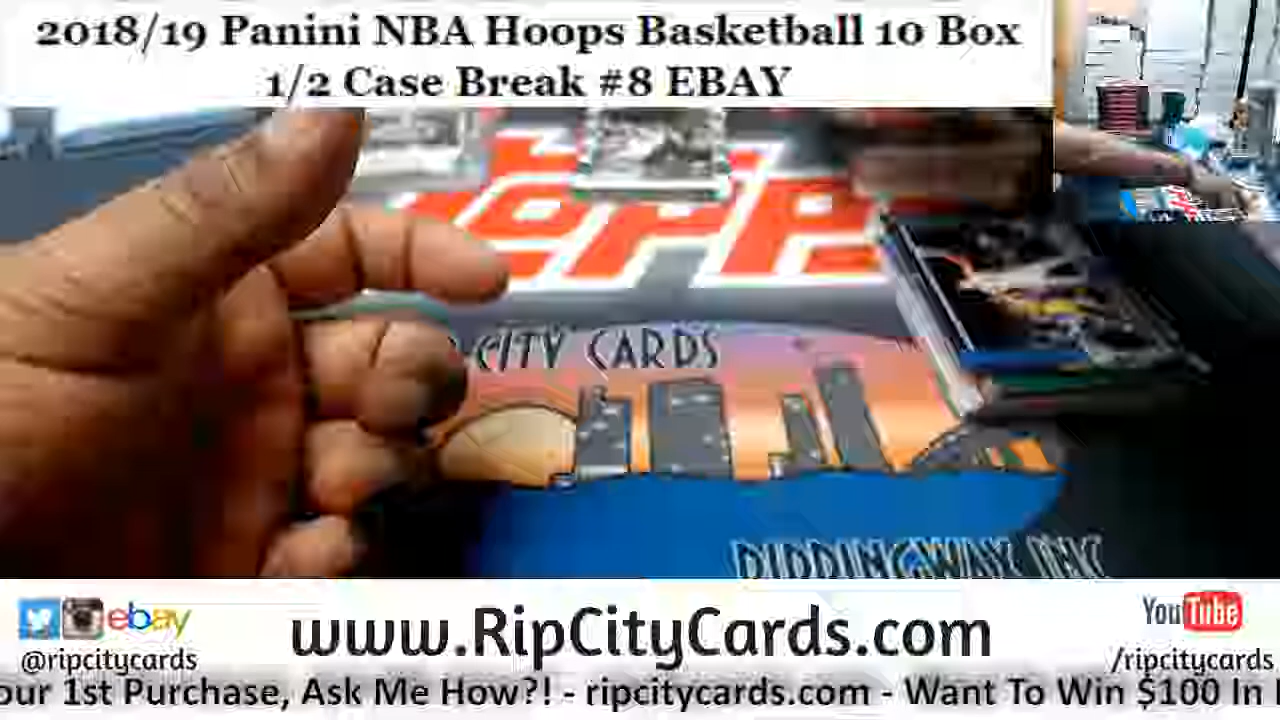 2018/19 Panini NBA Hoops Basketball 10 Box
1/2 Case Break #8 EBAY
CITY CARDS
ebay
www.RipCityCards.com
YouTube
@ripcitycards
/ripcitycards
our 1st Purchase, Ask Me How?! - ripcitycards.com - Want To Win $100 In